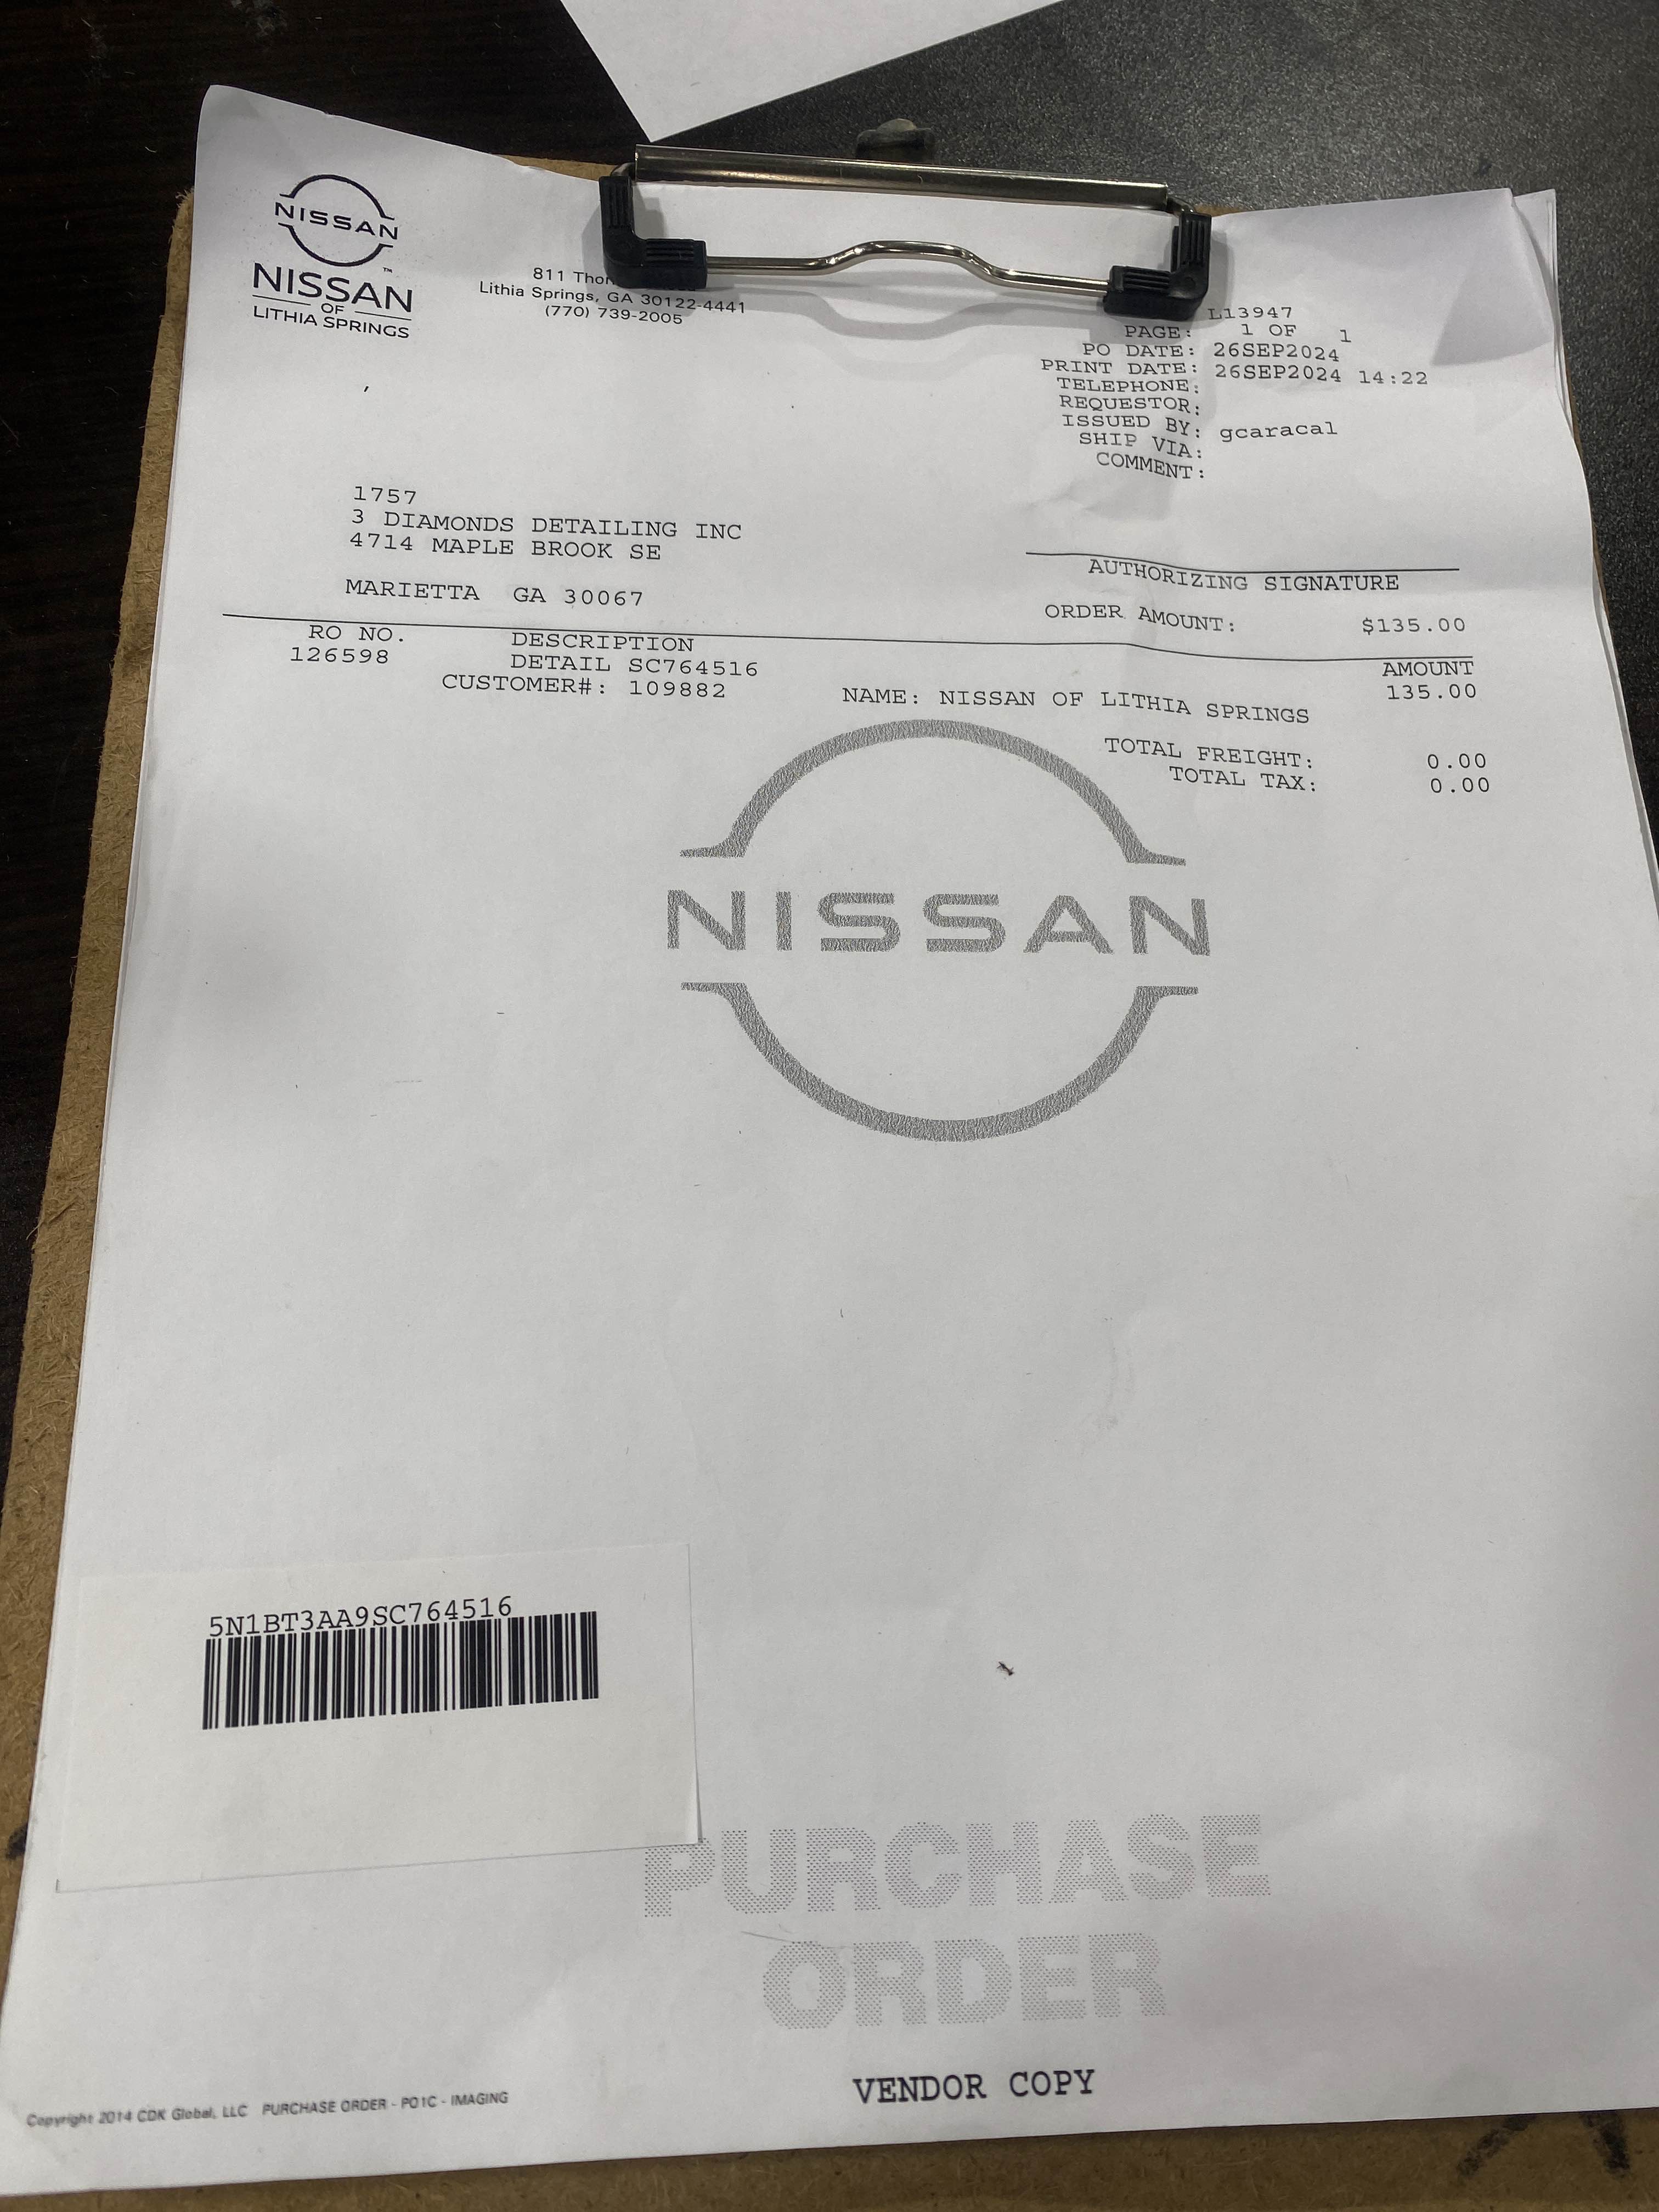 NISSAN
NISSAN™
OF
LITHIA SPRINGS
811 Thor
Lithia Springs, GA 30122-4441
(770) 739-2005
L13947
PAGE: 1 OF 1
PO DATE: 26SEP2024
PRINT DATE: 26SEP2024 14:22
TELEPHONE:
REQUESTOR:
ISSUED BY: gcaracal
SHIP VIA:
COMMENT:
1757
3 DIAMONDS DETAILING INC
4714 MAPLE BROOK SE
MARIETTA GA 30067
AUTHORIZING SIGNATURE
ORDER AMOUNT: $135.00
RO NO. DESCRIPTION AMOUNT
126598 DETAIL SC764516 135.00
CUSTOMER#: 109882 NAME: NISSAN OF LITHIA SPRINGS
TOTAL FREIGHT: 0.00
TOTAL TAX: 0.00
NISSAN
5N1BT3AA9SC764516
PURCHASE
ORDER
VENDOR COPY
Copyright 2014 CDK Global, LLC PURCHASE ORDER - PO1C - IMAGING